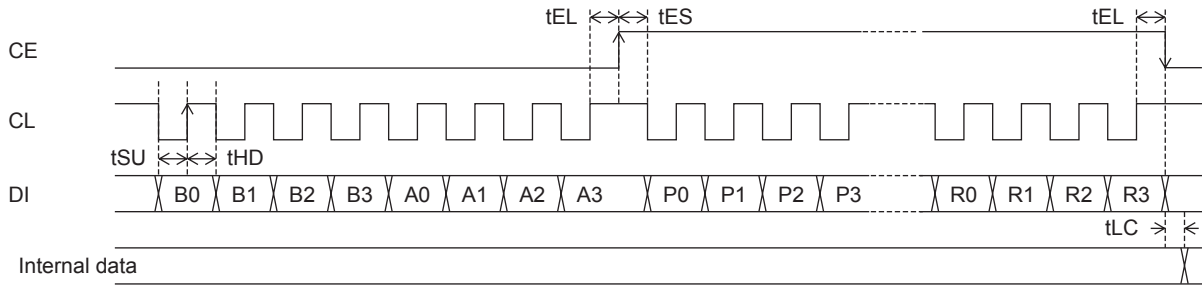 tEL tES tEL
CE
CL
tSU tHD
DI B0 B1 B2 B3 A0 A1 A2 A3 P0 P1 P2 P3 R0 R1 R2 R3
tLC
Internal data